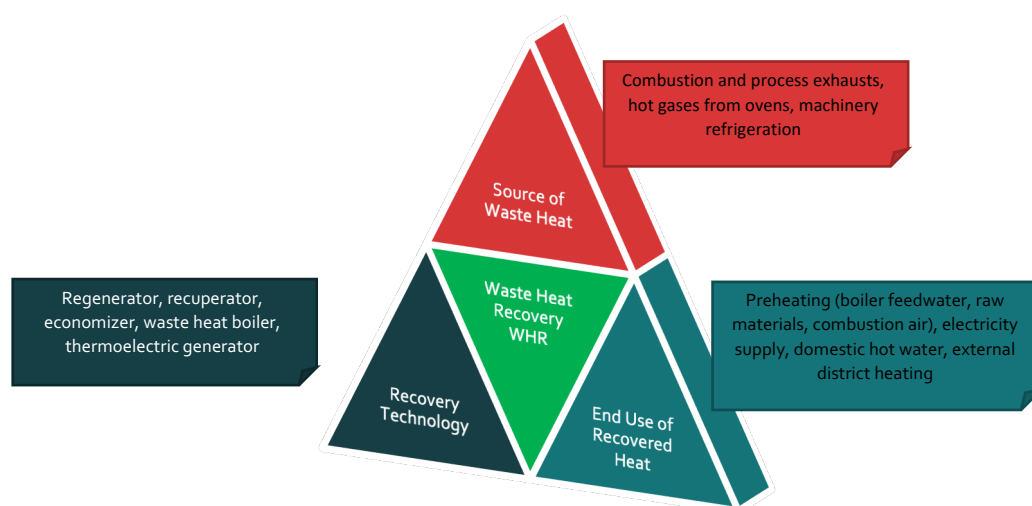 Combustion and process exhausts,
hot gases from ovens, machinery
refrigeration
Source of
Waste Heat
Regenerator, recuperator,
economizer, waste heat boiler,
thermoelectric generator
Waste Heat
Recovery
WHR
Preheating (boiler feedwater, raw
materials, combustion air), electricity
supply, domestic hot water, external
district heating
Recovery
Technology
End Use of
Recovered
Heat